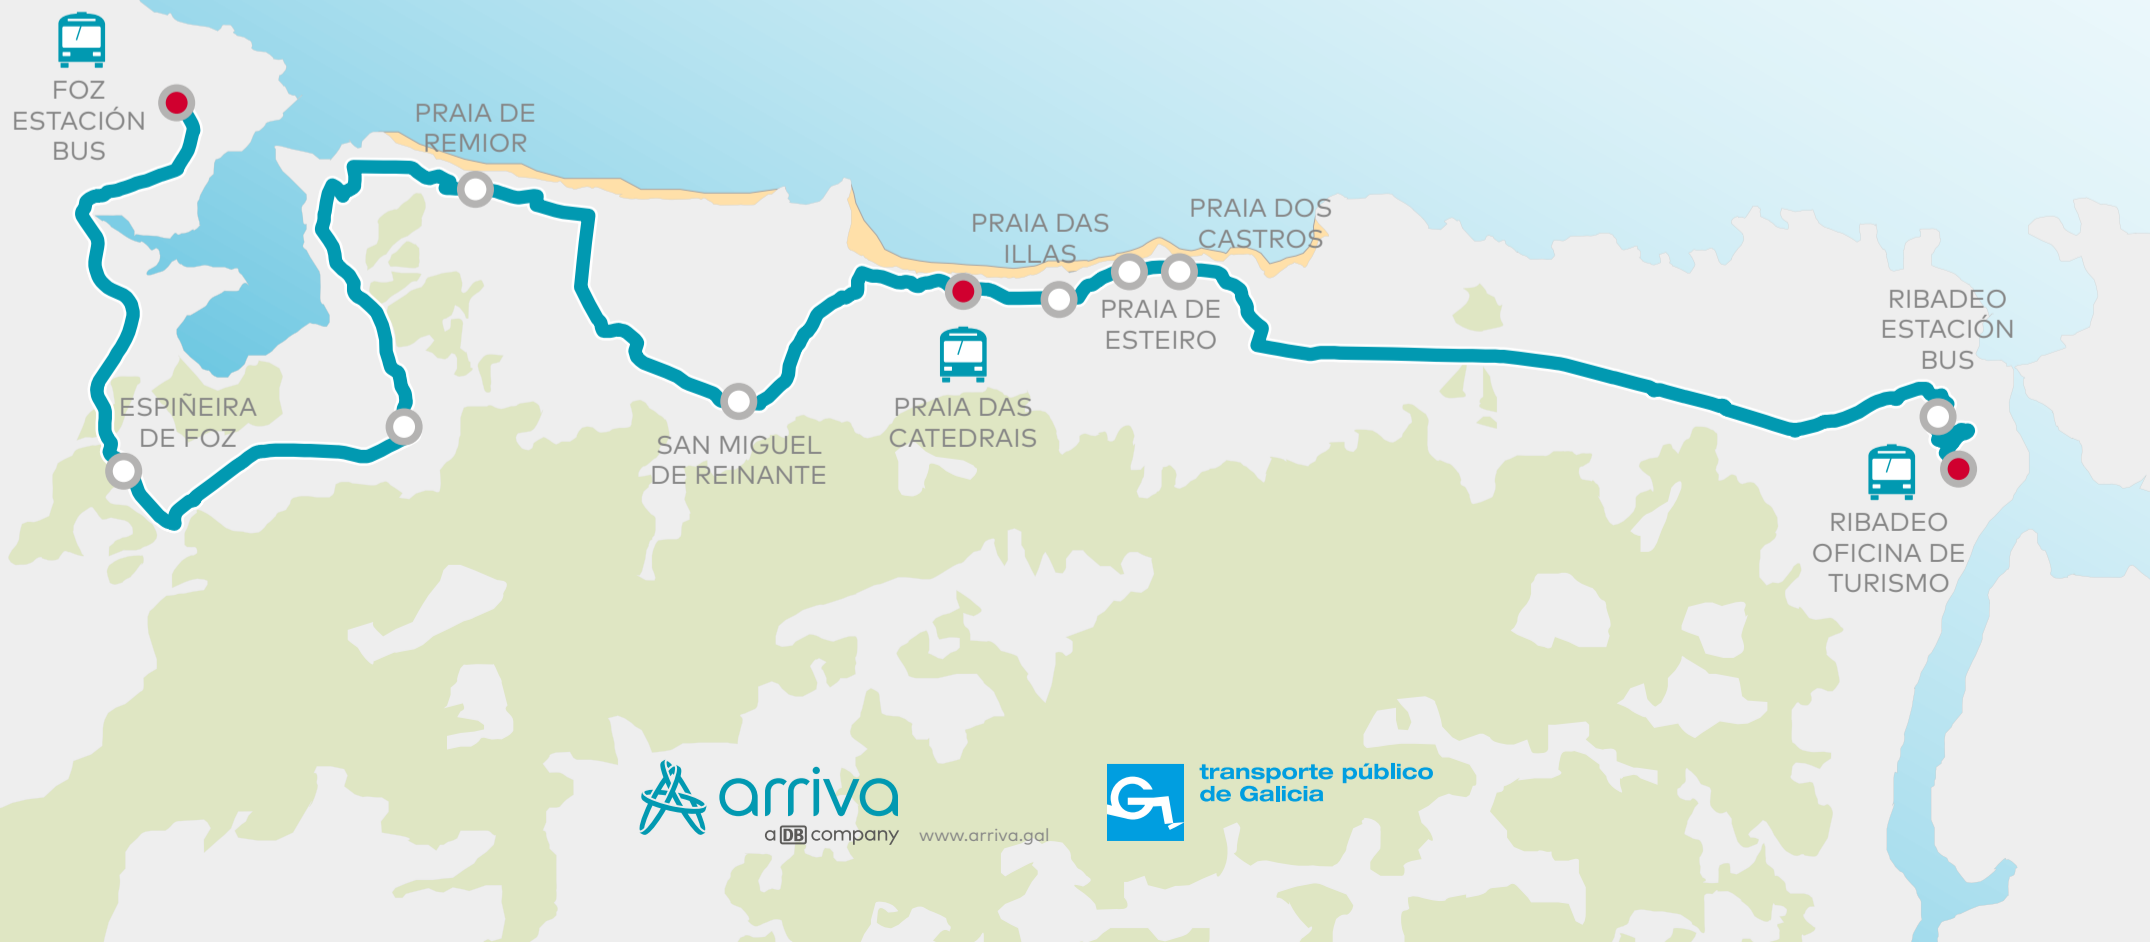 FOZ
ESTACIÓN
BUS
PRAIA DE
REMIOR
PRAIA DAS
ILLAS
PRAIA DOS
CASTROS
PRAIA DE
ESTEIRO
RIBADEO
ESTACIÓN
BUS
ESPIÑEIRA
DE FOZ
SAN MIGUEL
DE REINANTE
PRAIA DAS
CATEDRAIS
RIBADEO
OFICINA DE
TURISMO
arriva
a DB company
www.arriva.gal
transporte público
de Galicia